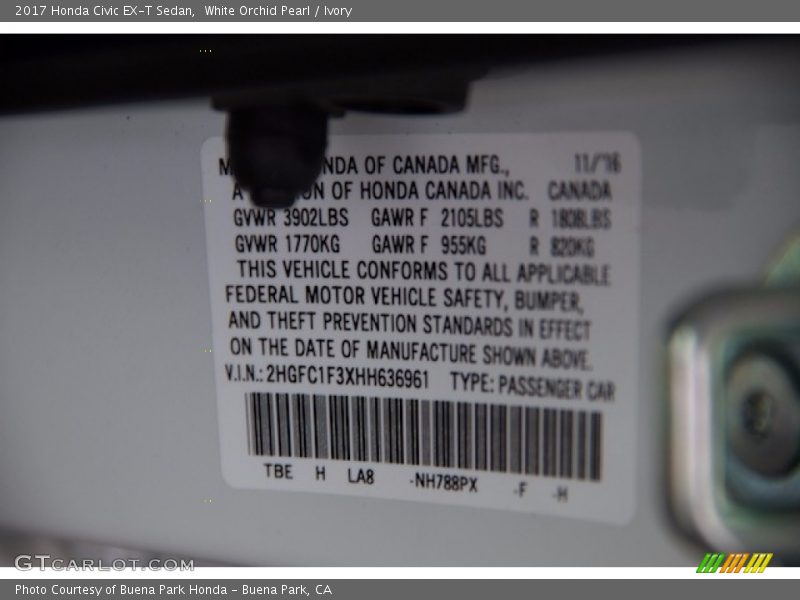 2017 Honda Civic EX-T Sedan, White Orchid Pearl / Ivory
NDA OF CANADA MFG., 11/16
A ON OF HONDA CANADA INC. CANADA
GVWR 3902LBS GAWR F 2105LBS R 1808LBS
GVWR 1770KG GAWR F 955KG R 820KG
THIS VEHICLE CONFORMS TO ALL APPLICABLE
FEDERAL MOTOR VEHICLE SAFETY, BUMPER,
AND THEFT PREVENTION STANDARDS IN EFFECT
ON THE DATE OF MANUFACTURE SHOWN ABOVE.
V.I.N.: 2HGFC1F3XHH636961 TYPE: PASSENGER CAR
TBE H LA8 -NH788PX -F -H
GTCARLOT.COM
Photo Courtesy of Buena Park Honda - Buena Park, CA